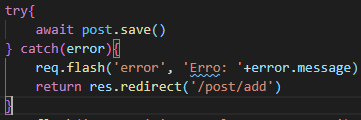 try{
    await post.save()
} catch(error){
    req.flash('error', 'Erro: '+error.message)
    return res.redirect('/post/add')
}